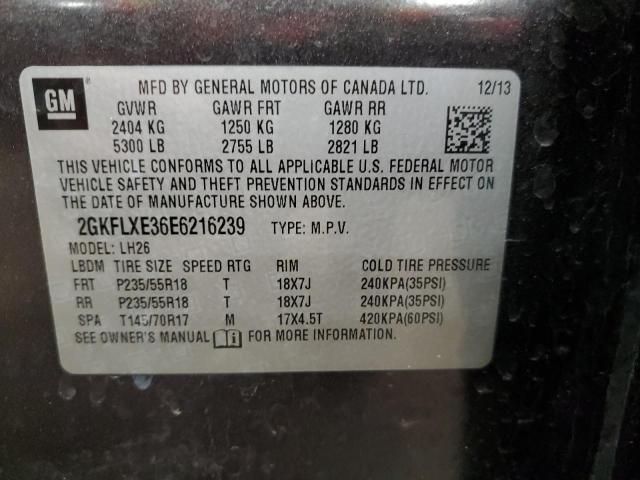 GM
MFD BY GENERAL MOTORS OF CANADA LTD. 12/13
GVWR GAWR FRT GAWR RR
2404 KG 1250 KG 1280 KG
5300 LB 2755 LB 2821 LB
THIS VEHICLE CONFORMS TO ALL APPLICABLE U.S. FEDERAL MOTOR
VEHICLE SAFETY AND THEFT PREVENTION STANDARDS IN EFFECT ON
THE DATE OF MANUFACTURE SHOWN ABOVE.
2GKFLXE36E6216239 TYPE: M.P.V.
MODEL: LH26
LBDM TIRE SIZE SPEED RTG RIM COLD TIRE PRESSURE
FRT P235/55R18 T 18X7J 240KPA(35PSI)
RR P235/55R18 T 18X7J 240KPA(35PSI)
SPA T145/70R17 M 17X4.5T 420KPA(60PSI)
SEE OWNER'S MANUAL i FOR MORE INFORMATION.